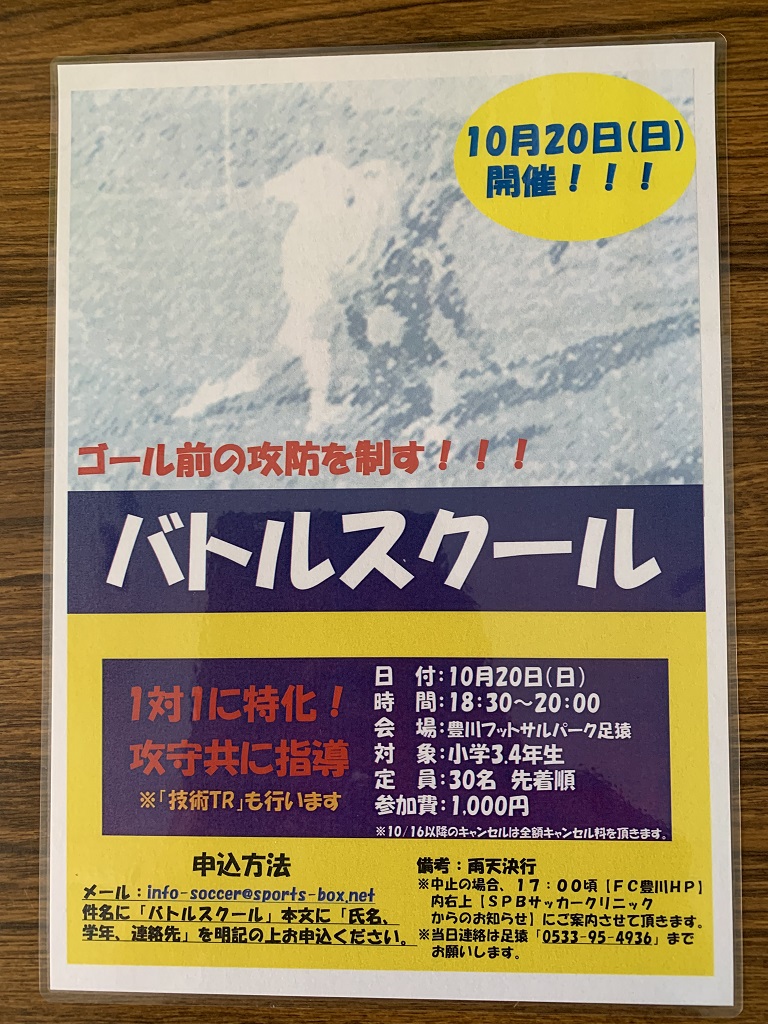 10月20日(日)
開催！！！
ゴール前の攻防を制す！！！
バトルスクール
1対1に特化！
攻守共に指導
※「技術TR」も行います
日　付:10月20日(日)
時　間:18:30～20:00
会　場:豊川フットサルパーク足猿
対　象:小学3.4年生
定　員:30名 先着順
参加費:1,000円
※10/16以降のキャンセルは全額キャンセル料を頂きます。
申込方法
メール：info-soccer@sports-box.net
件名に「バトルスクール」本文に「氏名、
学年、連絡先」を明記の上お申込ください。
備考：雨天決行
※中止の場合、17：00頃【FC豊川HP】
内右上【SPBサッカークリニック
からのお知らせ】にご案内させて頂きます。
※当日連絡は足猿「0533-95-4936」まで
お願いします。